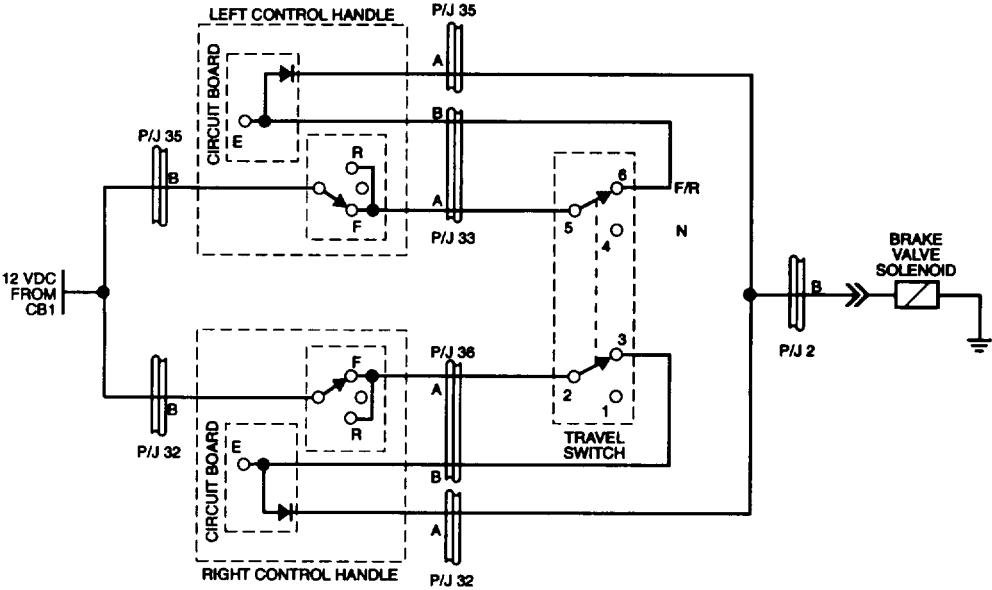 LEFT CONTROL HANDLE
P/J 35
A
CIRCUIT BOARD
E
B
P/J 35
B
R
F
A
P/J 33
6
5
4
F/R
N
12 VDC
FROM
CB1
BRAKE
VALVE
SOLENOID
B
P/J 2
3
2
1
TRAVEL
SWITCH
P/J 36
A
F
R
B
P/J 32
E
CIRCUIT BOARD
B
A
P/J 32
RIGHT CONTROL HANDLE